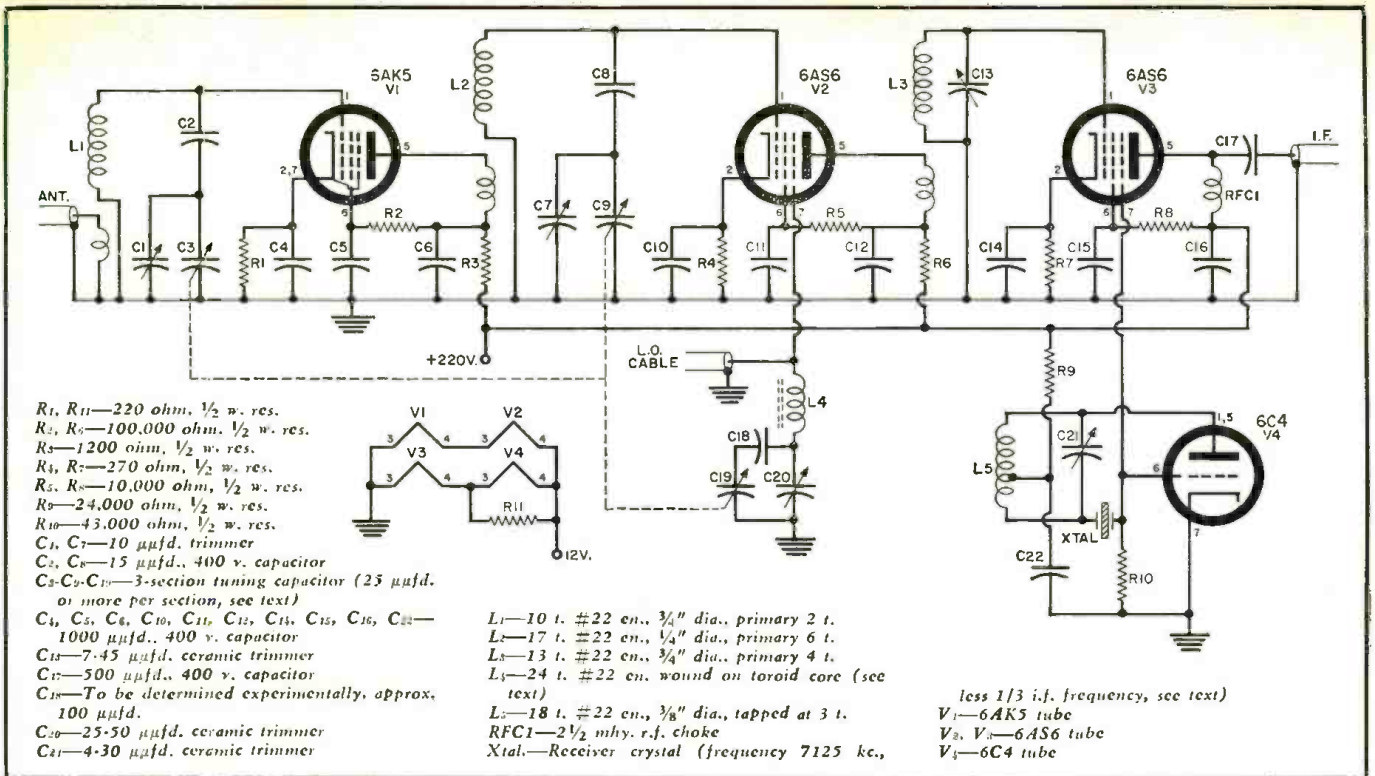 6AK5
V1
6AS6
V2
6AS6
V3
L1
C2
1
5
2,7
6
ANT.
C1
C3
R1
C4
C5
R2
C6
R3
L2
C8
1
5
2
6
7
C7
C9
C10
R4
C11
R5
C12
R6
L3
C13
1
5
2
6
7
C14
R7
C15
R8
C16
RFC1
C17
I.F.
+220V.
L.O.
CABLE
L4
C18
C19
C20
V1
V2
3
4
3
4
V3
V4
3
4
3
4
R11
12V.
R9
L5
C21
C22
XTAL
R10
1,5
6
7
6C4
V4
R1, R11—220 ohm, 1/2 w. res.
R2, R6—100,000 ohm, 1/2 w. res.
R3—1200 ohm, 1/2 w. res.
R4, R7—270 ohm, 1/2 w. res.
R5, R8—10,000 ohm, 1/2 w. res.
R9—24,000 ohm, 1/2 w. res.
R10—43,000 ohm, 1/2 w. res.
C1, C7—10 μμfd. trimmer
C2, C8—15 μμfd., 400 v. capacitor
C3-C9-C19—3-section tuning capacitor (25 μμfd.
or more per section, see text)
C4, C5, C6, C10, C11, C12, C14, C15, C16, C22—
1000 μμfd., 400 v. capacitor
C13—7-45 μμfd. ceramic trimmer
C17—500 μμfd., 400 v. capacitor
C18—To be determined experimentally, approx.
100 μμfd.
C20—25-50 μμfd. ceramic trimmer
C21—4-30 μμfd. ceramic trimmer
L1—10 t. #22 en., 3/4" dia., primary 2 t.
L2—17 t. #22 en., 1/4" dia., primary 6 t.
L3—13 t. #22 en., 3/4" dia., primary 4 t.
L4—24 t. #22 en. wound on toroid core (see
text)
L5—18 t. #22 en., 3/8" dia., tapped at 3 t.
RFC1—2 1/2 mhy. r.f. choke
Xtal.—Receiver crystal (frequency 7125 kc.,
less 1/3 i.f. frequency, see text)
V1—6AK5 tube
V2, V3—6AS6 tube
V4—6C4 tube